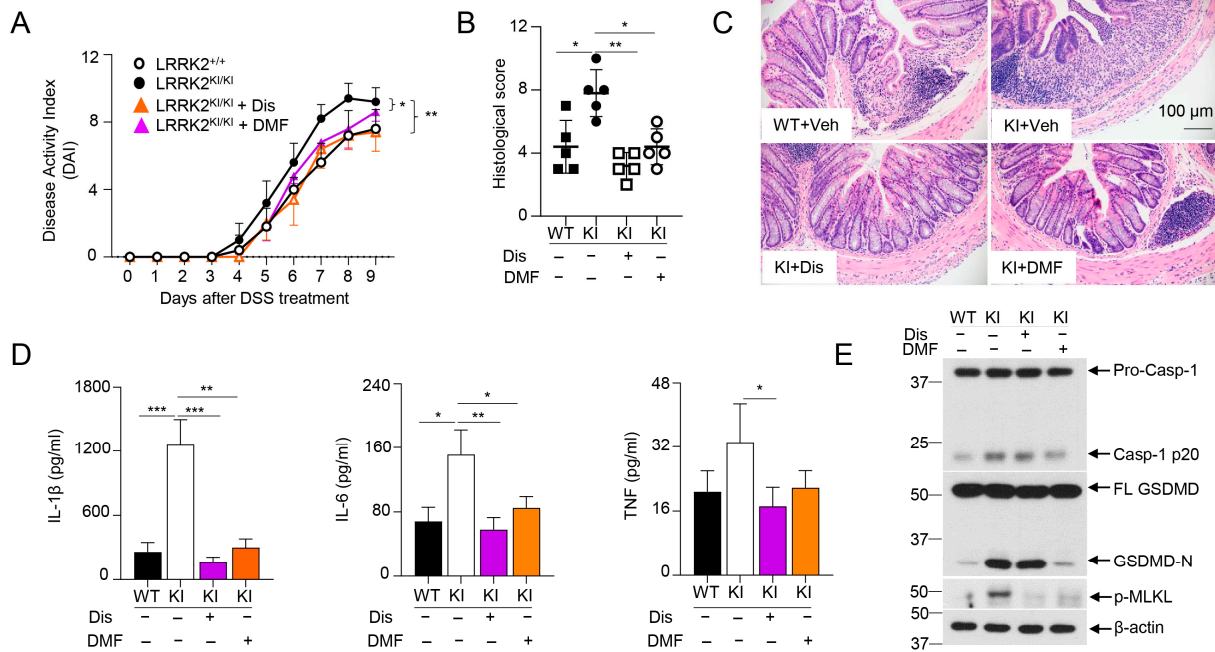 A
Disease Activity Index
(DAI)
12
8
4
0
LRRK2+/+
LRRK2KI/KI
LRRK2KI/KI + Dis
LRRK2KI/KI + DMF
*
**
0 1 2 3 4 5 6 7 8 9
Days after DSS treatment
B
Histological score
12
8
4
0
*
* **
WT KI KI KI
Dis – – + –
DMF – – – +
C
WT+Veh
KI+Veh
100 μm
KI+Dis
KI+DMF
D
IL-1β (pg/ml)
1800
1200
600
0
**
*** ***
WT KI KI KI
Dis – – + –
DMF – – – +
IL-6 (pg/ml)
240
160
80
0
*
* **
WT KI KI KI
Dis – – + –
DMF – – – +
TNF (pg/ml)
48
32
16
0
*
WT KI KI KI
Dis – – + –
DMF – – – +
E
WT KI KI KI
Dis – – + –
DMF – – – +
37
Pro-Casp-1
25
Casp-1 p20
50
FL GSDMD
37
GSDMD-N
50
p-MLKL
50
β-actin
37